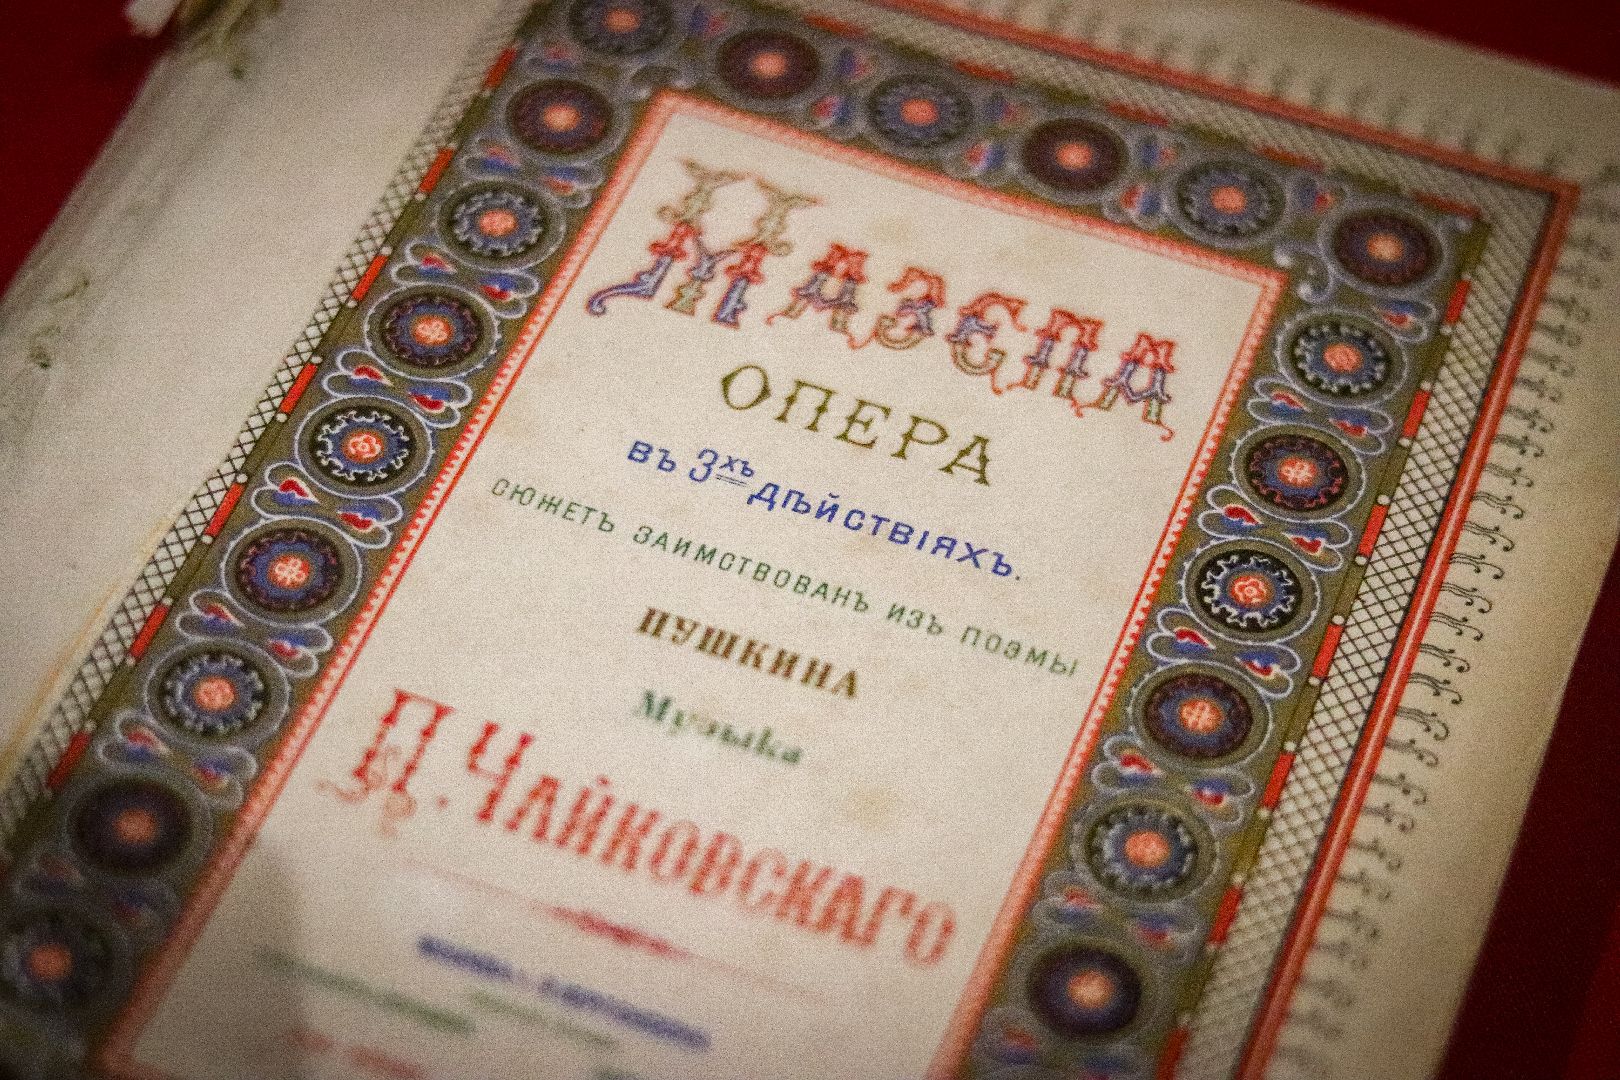 Мазепа
ОПЕРА
ВЪ 3хъ ДѢЙСТВІЯХЪ.
СЮЖЕТЪ ЗАИМСТВОВАНЪ ИЗЪ ПОЭМЫ
ПУШКИНА
Музыка
П. ЧАЙКОВСКАГО